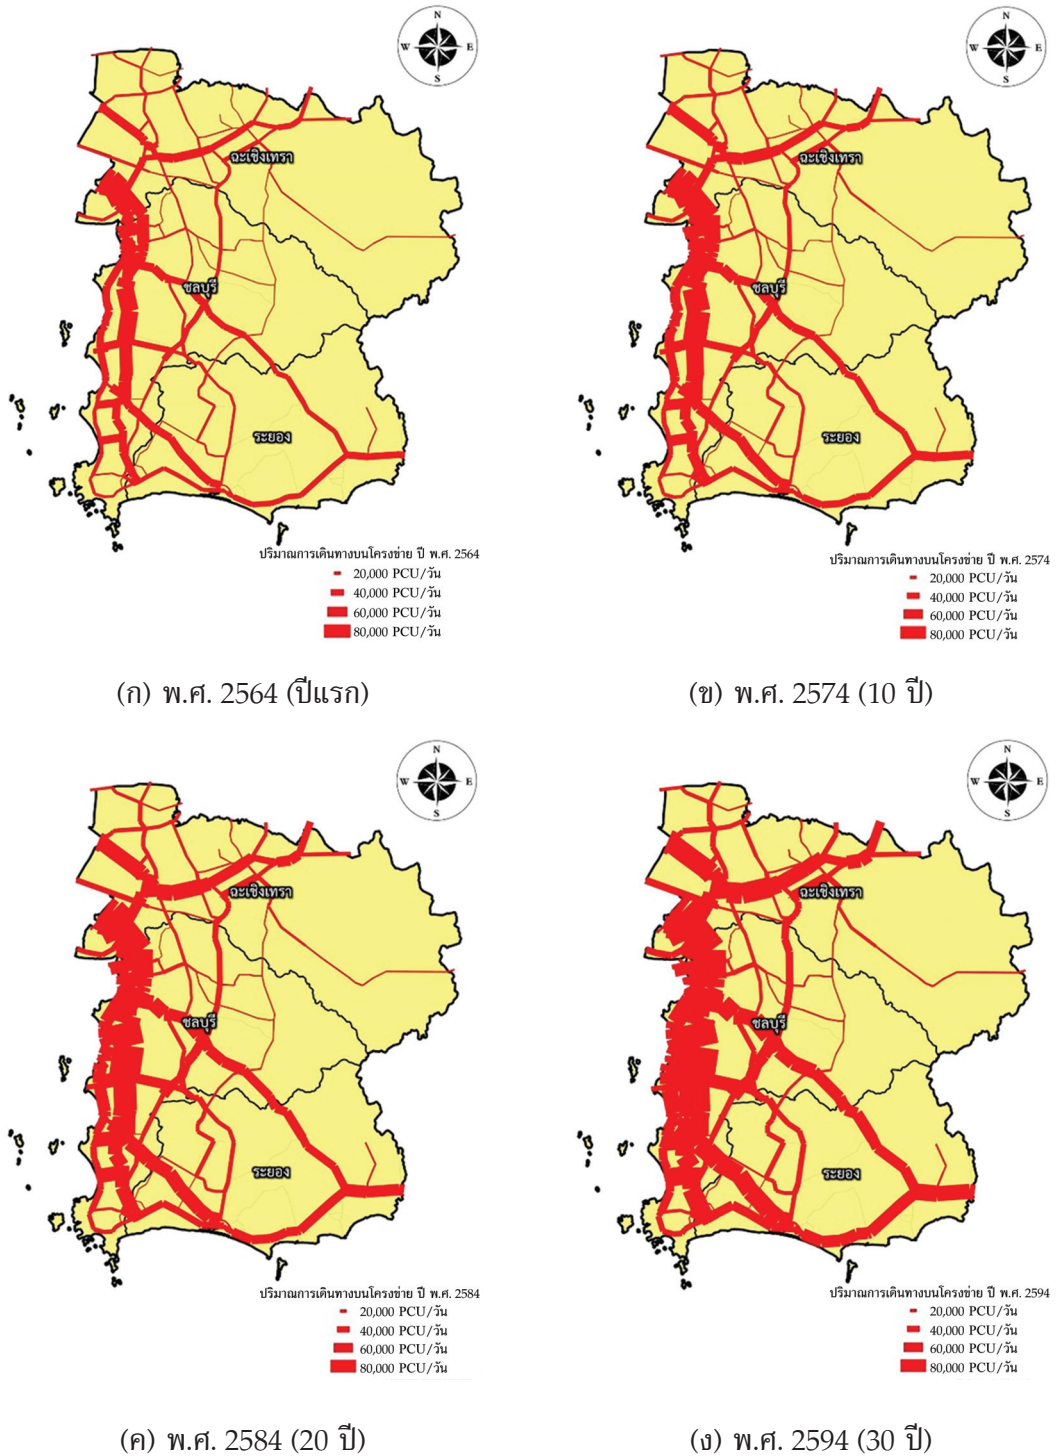 N
W E
S
ฉะเชิงเทรา
ชลบุรี
ระยอง
ปริมาณการเดินทางบนโครงข่าย ปี พ.ศ. 2564
20,000 PCU/วัน
40,000 PCU/วัน
60,000 PCU/วัน
80,000 PCU/วัน
(ก) พ.ศ. 2564 (ปีแรก)
N
W E
S
ฉะเชิงเทรา
ชลบุรี
ระยอง
ปริมาณการเดินทางบนโครงข่าย ปี พ.ศ. 2574
20,000 PCU/วัน
40,000 PCU/วัน
60,000 PCU/วัน
80,000 PCU/วัน
(ข) พ.ศ. 2574 (10 ปี)
N
W E
S
ฉะเชิงเทรา
ชลบุรี
ระยอง
ปริมาณการเดินทางบนโครงข่าย ปี พ.ศ. 2584
20,000 PCU/วัน
40,000 PCU/วัน
60,000 PCU/วัน
80,000 PCU/วัน
(ค) พ.ศ. 2584 (20 ปี)
N
W E
S
ฉะเชิงเทรา
ชลบุรี
ระยอง
ปริมาณการเดินทางบนโครงข่าย ปี พ.ศ. 2594
20,000 PCU/วัน
40,000 PCU/วัน
60,000 PCU/วัน
80,000 PCU/วัน
(ง) พ.ศ. 2594 (30 ปี)